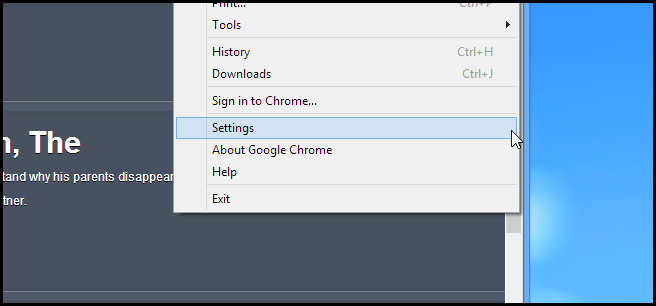 Print... Ctrl+P
Tools
History Ctrl+H
Downloads Ctrl+J
Sign in to Chrome...
Settings
About Google Chrome
Help
Exit
n, The
tand why his parents disappear
tner.